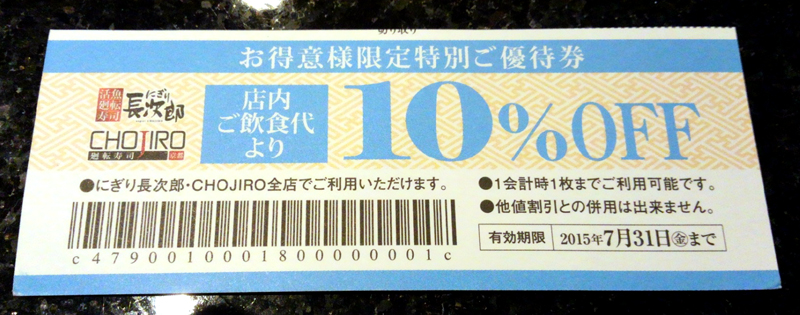 切り取り
お得意様限定特別ご優待券
活魚廻転寿司
にぎり
長次郎
CHOJIRO
廻転寿司 京都
店内
ご飲食代
より
10%OFF
●にぎり長次郎・CHOJIRO全店でご利用いただけます。
●1会計時1枚までご利用可能です。
●他値割引との併用は出来ません。
有効期限 2015年7月31日㊎まで
c4790010001800000001c